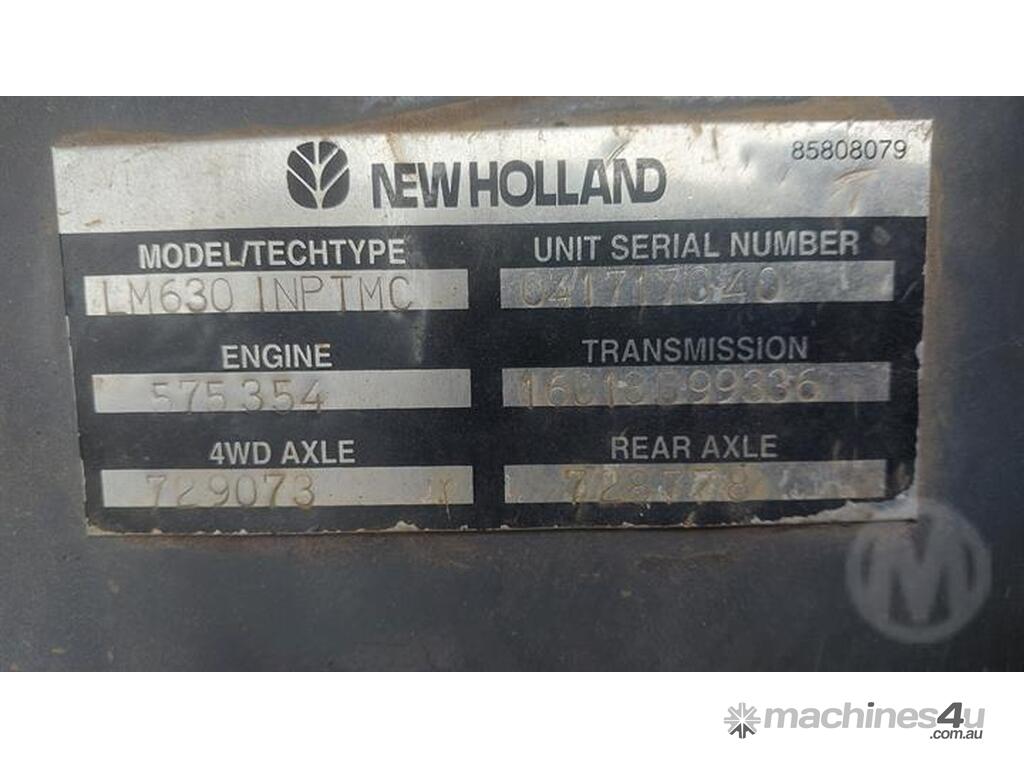 NEW HOLLAND
85808079
MODEL/TECHTYPE
UNIT SERIAL NUMBER
LM630 INPTMC
ENGINE
TRANSMISSION
575354
4WD AXLE
REAR AXLE
729073
M
machines4u
.com.au